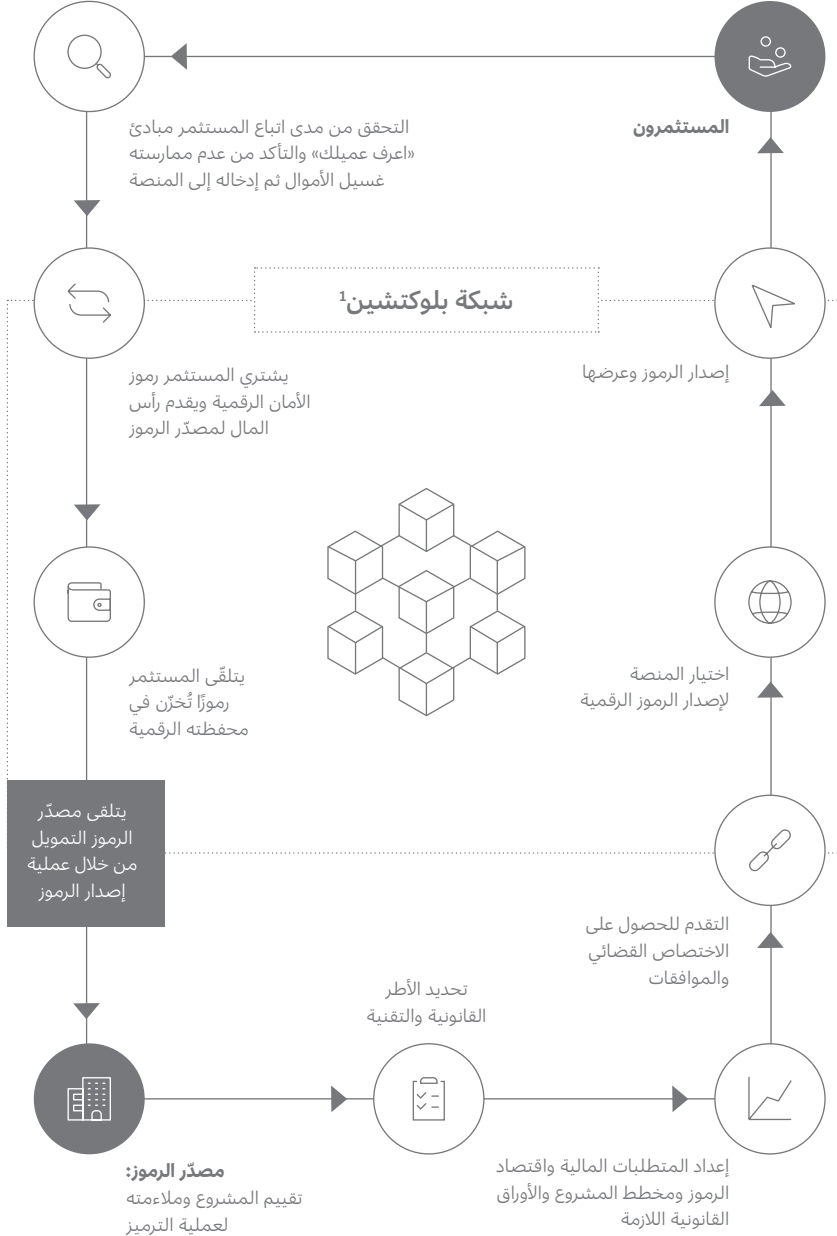 المستثمرون
التحقق من مدى اتباع المستثمر مبادئ
«اعرف عميلك» والتأكد من عدم ممارسته
غسيل الأموال ثم إدخاله إلى المنصة
شبكة بلوكتشين1
إصدار الرموز وعرضها
يشتري المستثمر رموز
الأمان الرقمية ويقدم رأس
المال لمصدّر الرموز
اختيار المنصة
لإصدار الرموز الرقمية
يتلقّى المستثمر
رموزًا تُخزّن في
محفظته الرقمية
يتلقى مصدّر
الرموز التمويل
من خلال عملية
إصدار الرموز
التقدم للحصول على
الاختصاص القضائي
والموافقات
تحديد الأطر
القانونية والتقنية
إعداد المتطلبات المالية واقتصاد
الرموز ومخطط المشروع والأوراق
القانونية اللازمة
مصدّر الرموز:
تقييم المشروع وملاءمته
لعملية الترميز